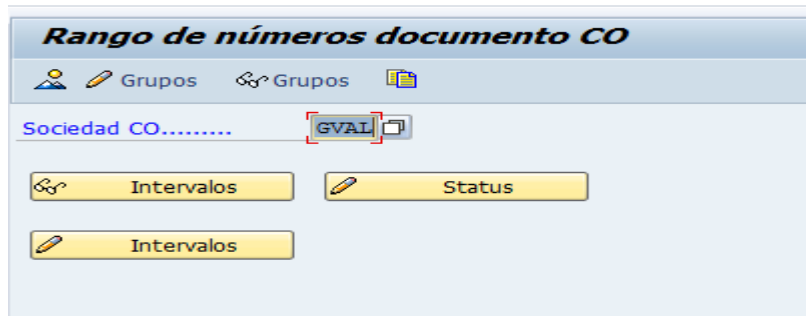 Rango de números documento CO
Grupos Grupos
Sociedad CO......... GVAL
Intervalos Status
Intervalos